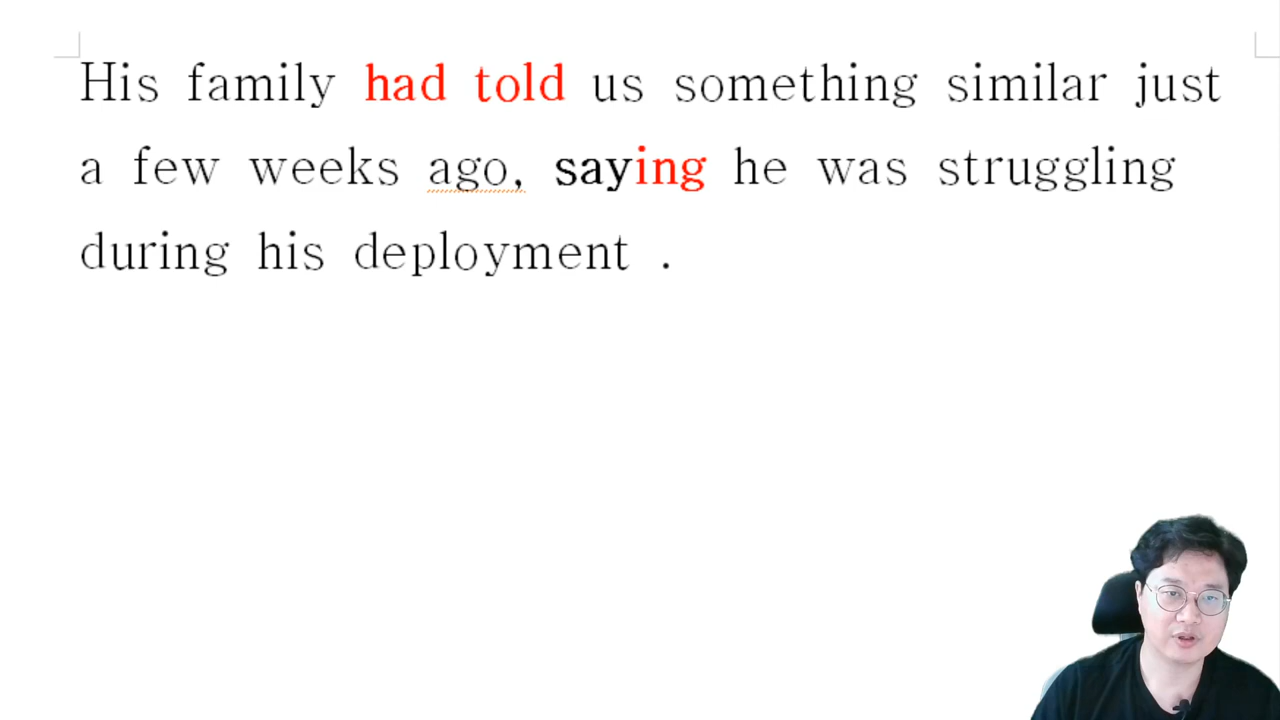 His family had told us something similar just
a few weeks ago, saying he was struggling
during his deployment .